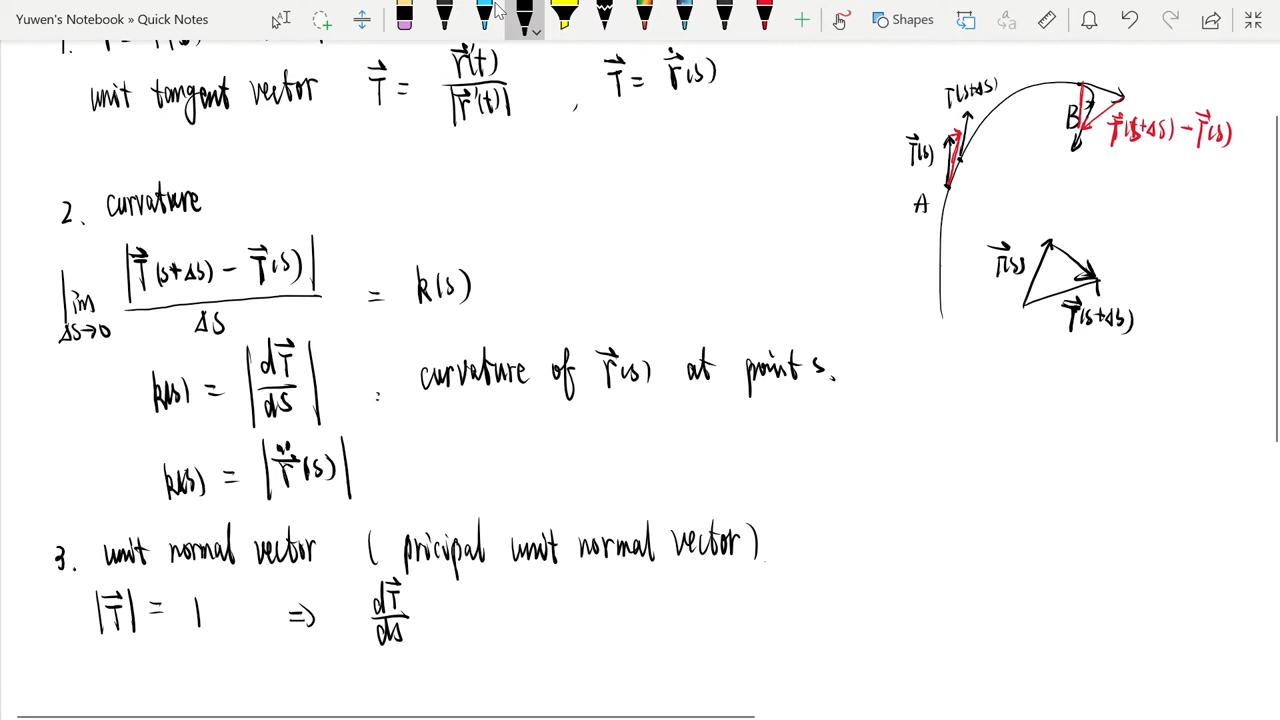 Yuwen's Notebook » Quick Notes
Shapes
unit tangent vector T⃗ = r⃗'(t) / |r⃗'(t)| , T⃗ = ṙ⃗(s)
2. curvature
lim Δs→0 |T⃗(s+Δs) − T⃗(s)| / Δs = k(s)
k(s) = |dT⃗/ds| : curvature of r⃗(s) at point s.
k(s) = |r̈⃗(s)|
3. unit normal vector ( pricipal unit normal vector)
|T⃗| = 1 ⇒ dT⃗/ds
T(s+Δs)
T⃗(s)
A
B
T⃗(s+Δs) − T⃗(s)
T⃗(s)
T⃗(s+Δs)